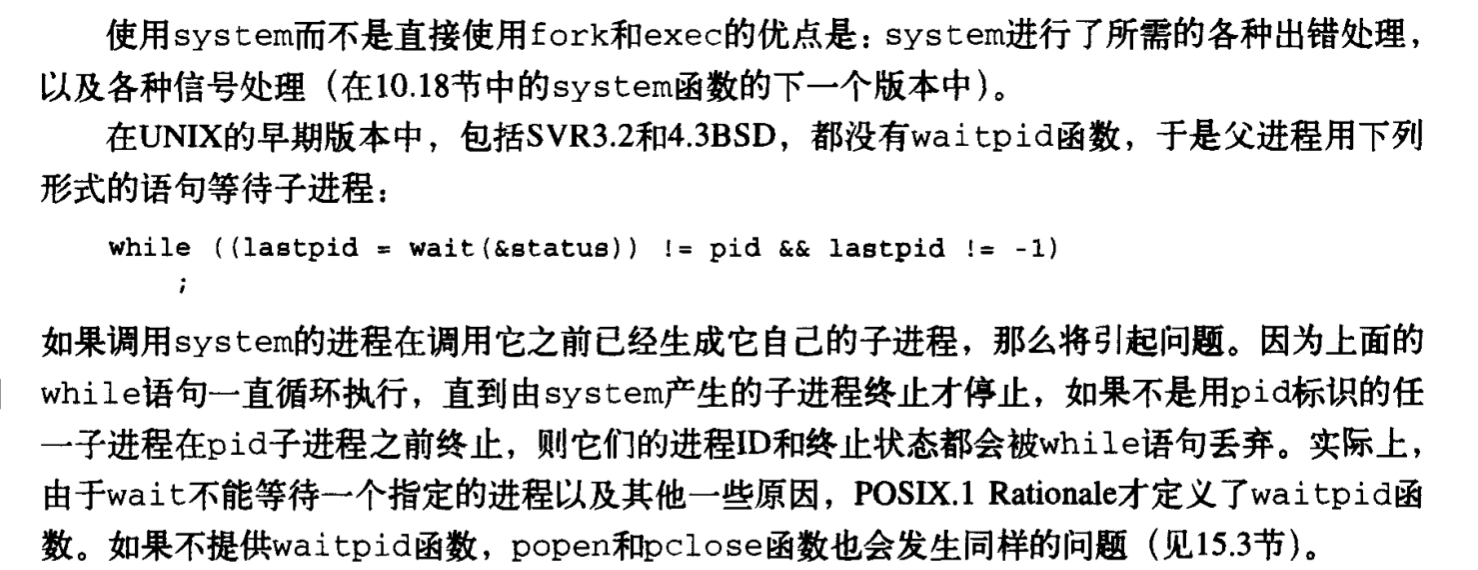 使用system而不是直接使用fork和exec的优点是：system进行了所需的各种出错处理，
以及各种信号处理（在10.18节中的system函数的下一个版本中）。
在UNIX的早期版本中，包括SVR3.2和4.3BSD，都没有waitpid函数，于是父进程用下列
形式的语句等待子进程：
while ((lastpid = wait(&status)) != pid && lastpid != -1)
;
如果调用system的进程在调用它之前已经生成它自己的子进程，那么将引起问题。因为上面的
while语句一直循环执行，直到由system产生的子进程终止才停止，如果不是用pid标识的任
一子进程在pid子进程之前终止，则它们的进程ID和终止状态都会被while语句丢弃。实际上，
由于wait不能等待一个指定的进程以及其他一些原因，POSIX.1 Rationale才定义了waitpid函
数。如果不提供waitpid函数，popen和pclose函数也会发生同样的问题（见15.3节）。